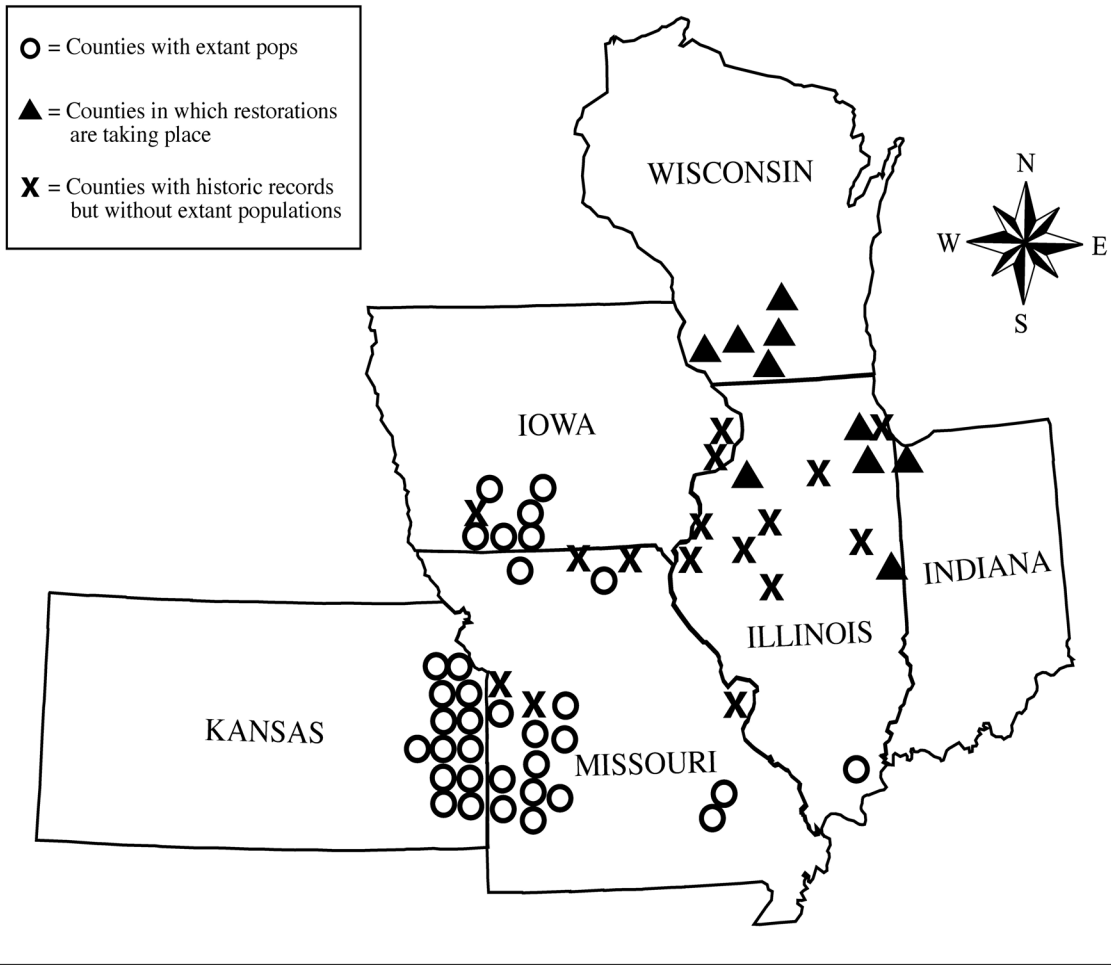 O = Counties with extant pops
▲ = Counties in which restorations
are taking place
X = Counties with historic records
but without extant populations
WISCONSIN
N
W
E
S
IOWA
INDIANA
ILLINOIS
KANSAS
MISSOURI